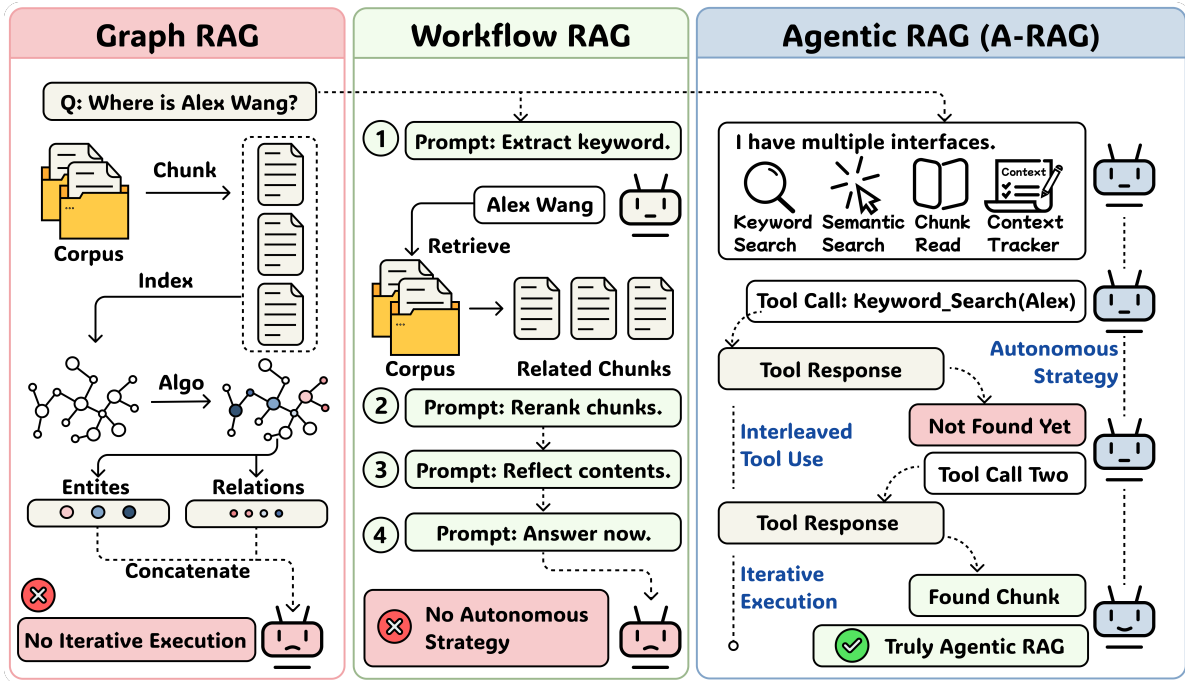 Graph RAG
Q: Where is Alex Wang?
Chunk
Corpus
Index
Algo
Entites
Relations
Concatenate
No Iterative Execution
Workflow RAG
1
Prompt: Extract keyword.
Alex Wang
Retrieve
Corpus
Related Chunks
2
Prompt: Rerank chunks.
3
Prompt: Reflect contents.
4
Prompt: Answer now.
No Autonomous
Strategy
Agentic RAG (A-RAG)
I have multiple interfaces.
Context
Keyword
Search
Semantic
Search
Chunk
Read
Context
Tracker
Tool Call: Keyword_Search(Alex)
Autonomous
Strategy
Tool Response
Not Found Yet
Interleaved
Tool Use
Tool Call Two
Tool Response
Iterative
Execution
Found Chunk
Truly Agentic RAG